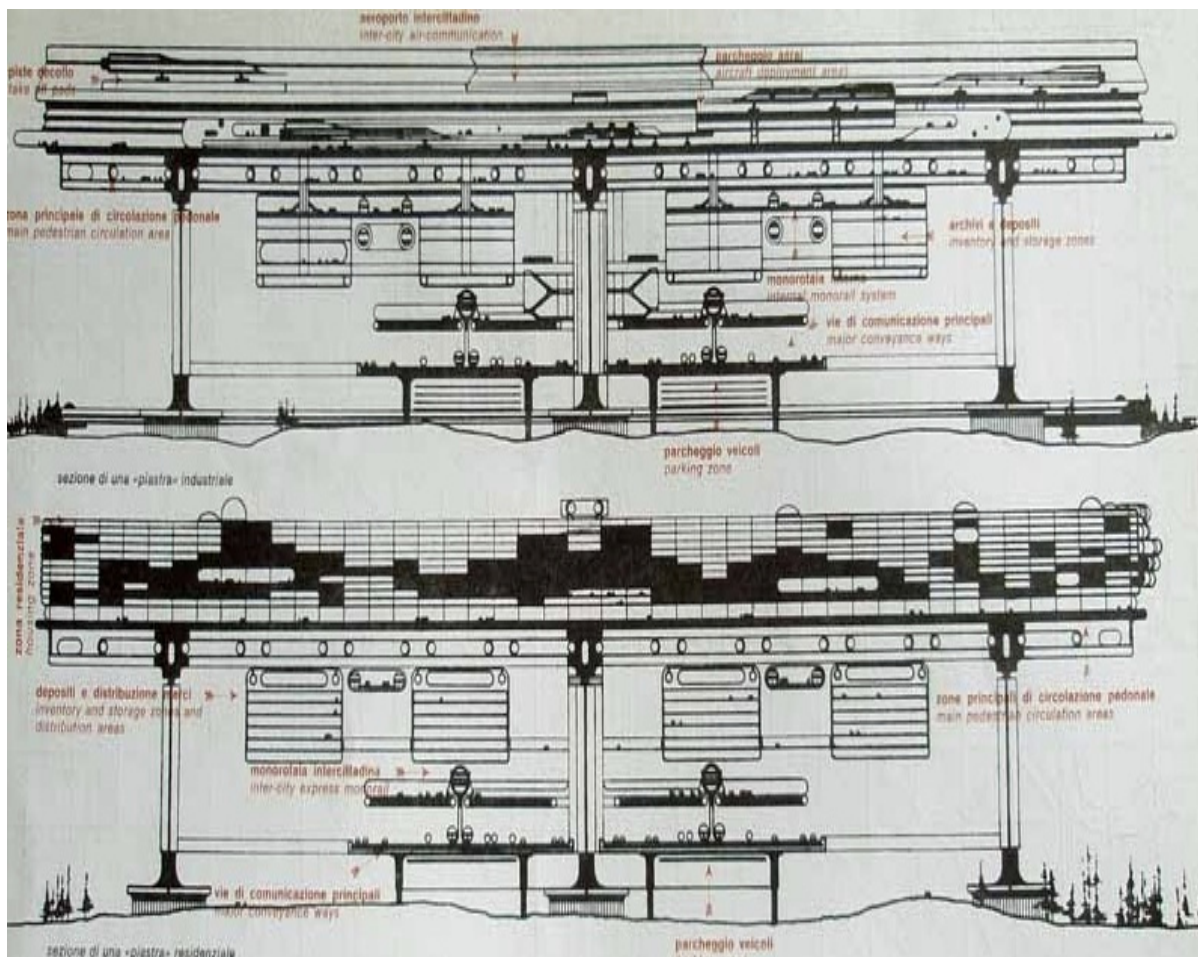 aeroporto intercittadino
inter-city air-communication
parcheggio aerei
aircraft deployment areas
piste decollo
take off pads
zona principale di circolazione pedonale
main pedestrian circulation area
archivi e depositi
inventory and storage zones
monorotaia interna
internal monorail system
vie di comunicazione principali
major conveyance ways
parcheggio veicoli
parking zone
sezione di una «piastra» industriale
zona residenziale
housing zone
depositi e distribuzione merci
inventory and storage zones and
distribution areas
zone principali di circolazione pedonale
main pedestrian circulation areas
monorotaia intercittadina
inter-city express monorail
vie di comunicazione principali
major conveyance ways
parcheggio veicoli
sezione di una «piastra» residenziale